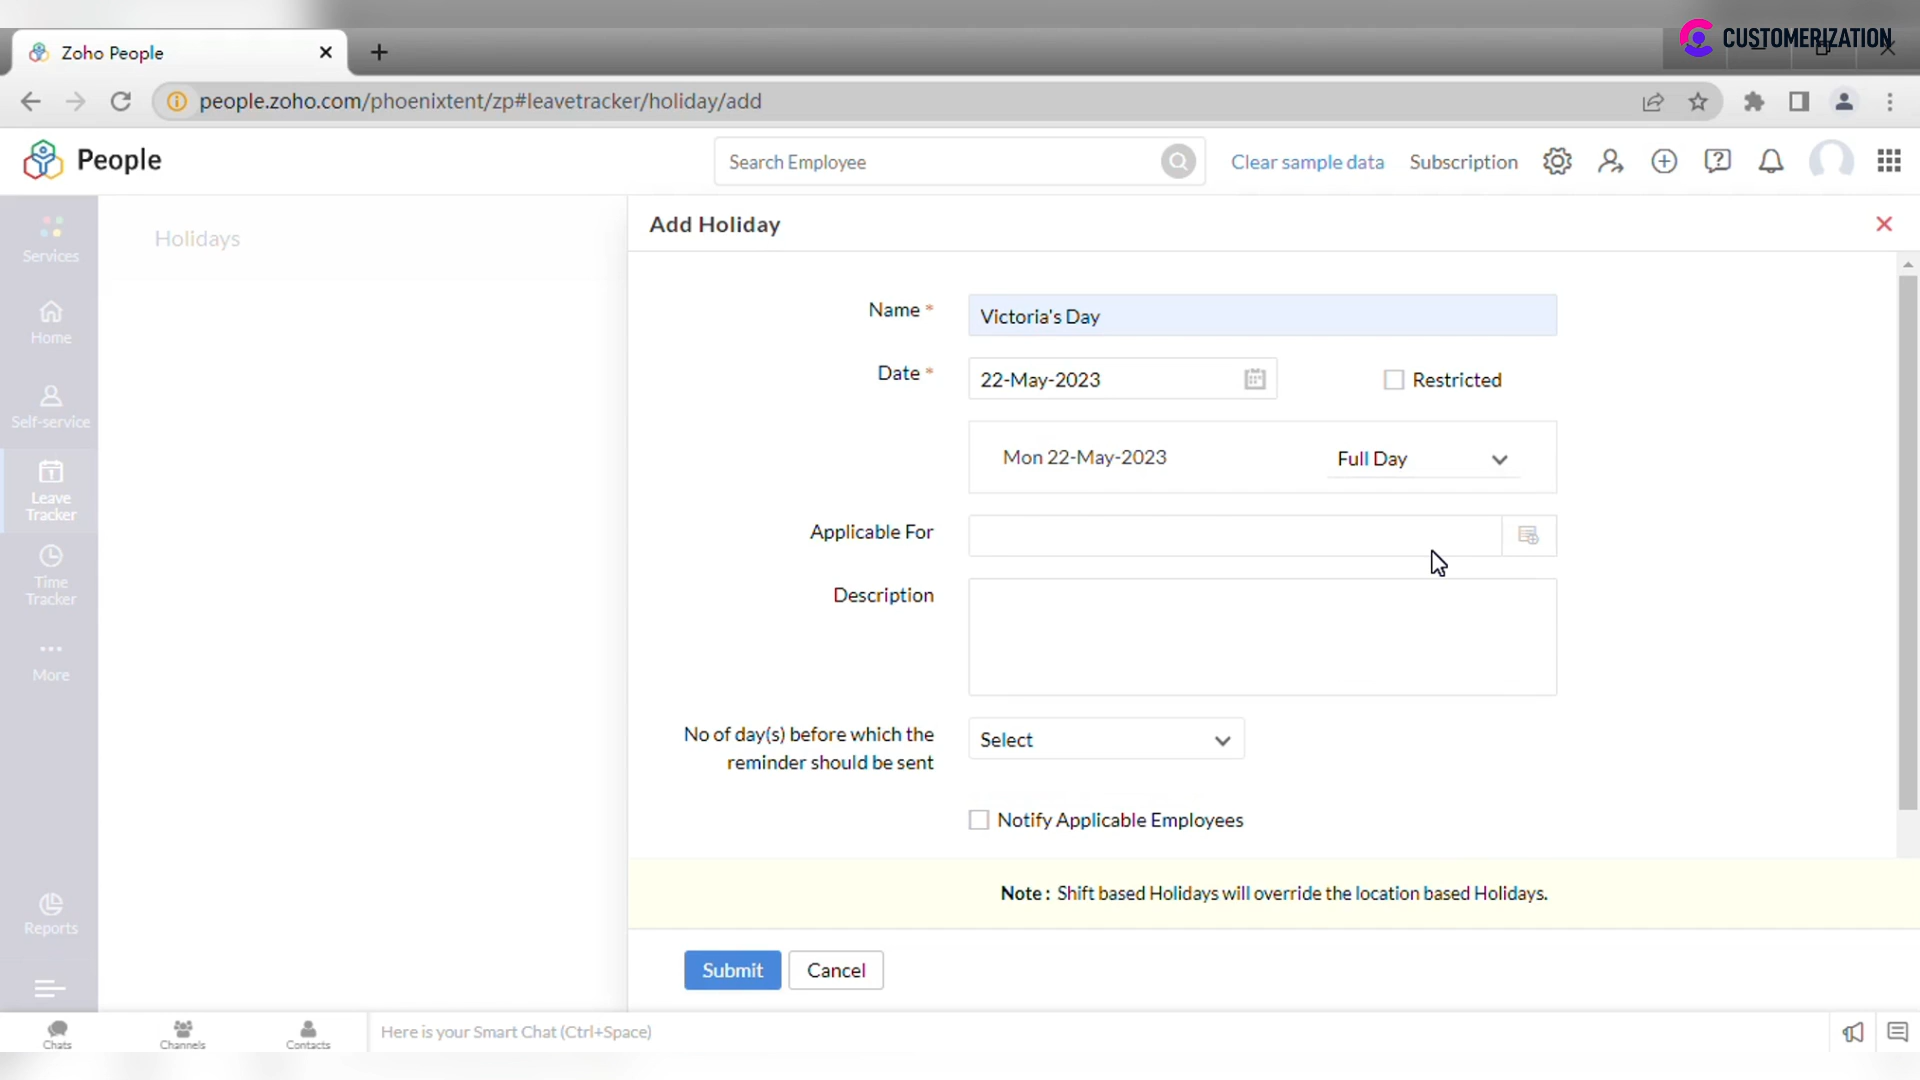 Zoho People
CUSTOMERIZATION
people.zoho.com/phoenixtent/zp#leavetracker/holiday/add
People
Search Employee
Clear sample data
Subscription
Services
Home
Self-service
Leave
Tracker
Time
Tracker
More
Reports
Holidays
Add Holiday
Name *
Victoria's Day
Date *
22-May-2023
Restricted
Mon 22-May-2023
Full Day
Applicable For
Description
No of day(s) before which the
reminder should be sent
Select
Notify Applicable Employees
Note : Shift based Holidays will override the location based Holidays.
Submit
Cancel
Chats
Channels
Contacts
Here is your Smart Chat (Ctrl+Space)